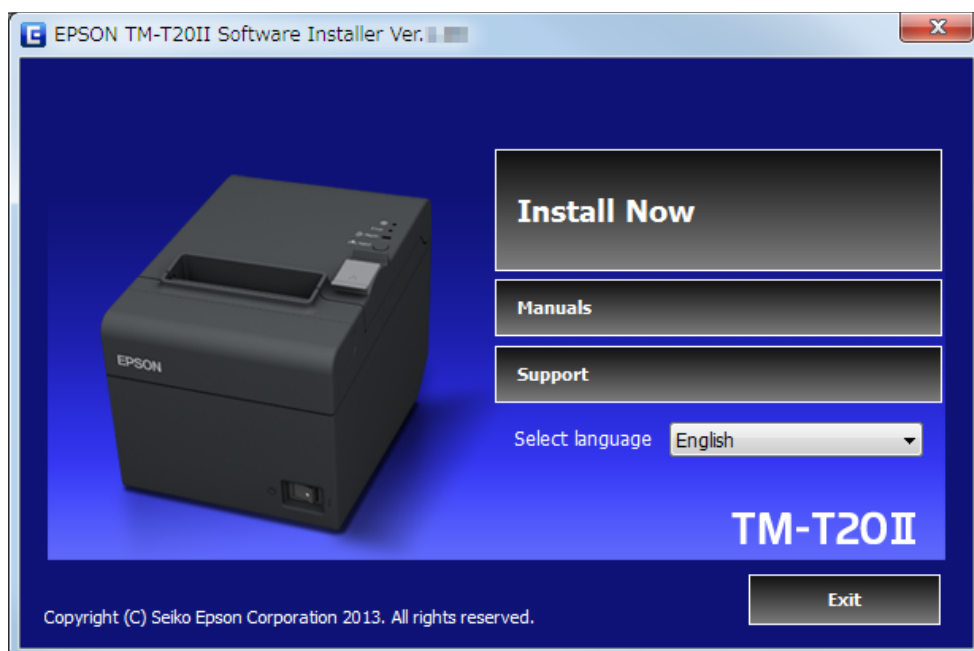 EPSON TM-T20II Software Installer Ver.
Install Now
Manuals
Support
EPSON
Select language English
TM-T20II
Exit
Copyright (C) Seiko Epson Corporation 2013. All rights reserved.